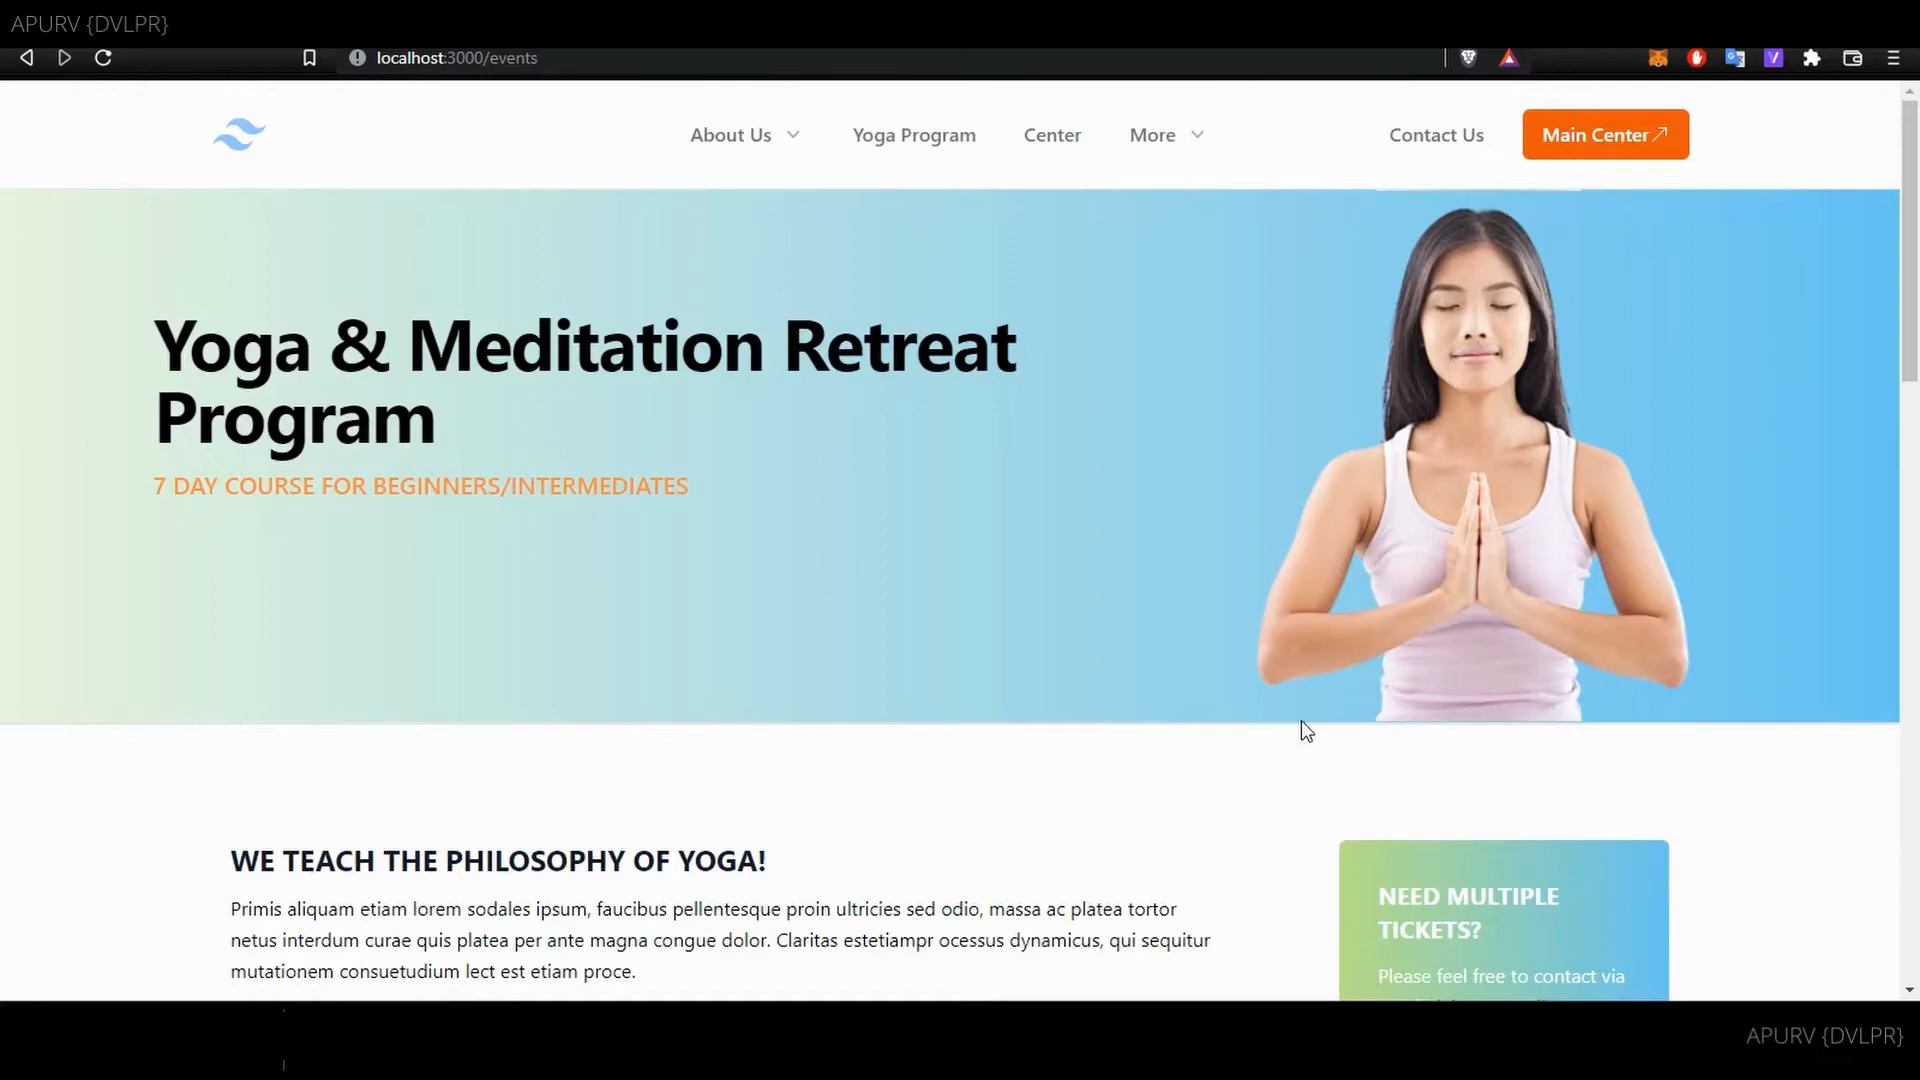 APURV {DVLPR}
localhost:3000/events
About Us
Yoga Program
Center
More
Contact Us
Main Center
Yoga & Meditation Retreat
Program
7 DAY COURSE FOR BEGINNERS/INTERMEDIATES
WE TEACH THE PHILOSOPHY OF YOGA!
Primis aliquam etiam lorem sodales ipsum, faucibus pellentesque proin ultricies sed odio, massa ac platea tortor
netus interdum curae quis platea per ante magna congue dolor. Claritas estetiampr ocessus dynamicus, qui sequitur
mutationem consuetudium lect est etiam proce.
NEED MULTIPLE
TICKETS?
Please feel free to contact via
APURV {DVLPR}